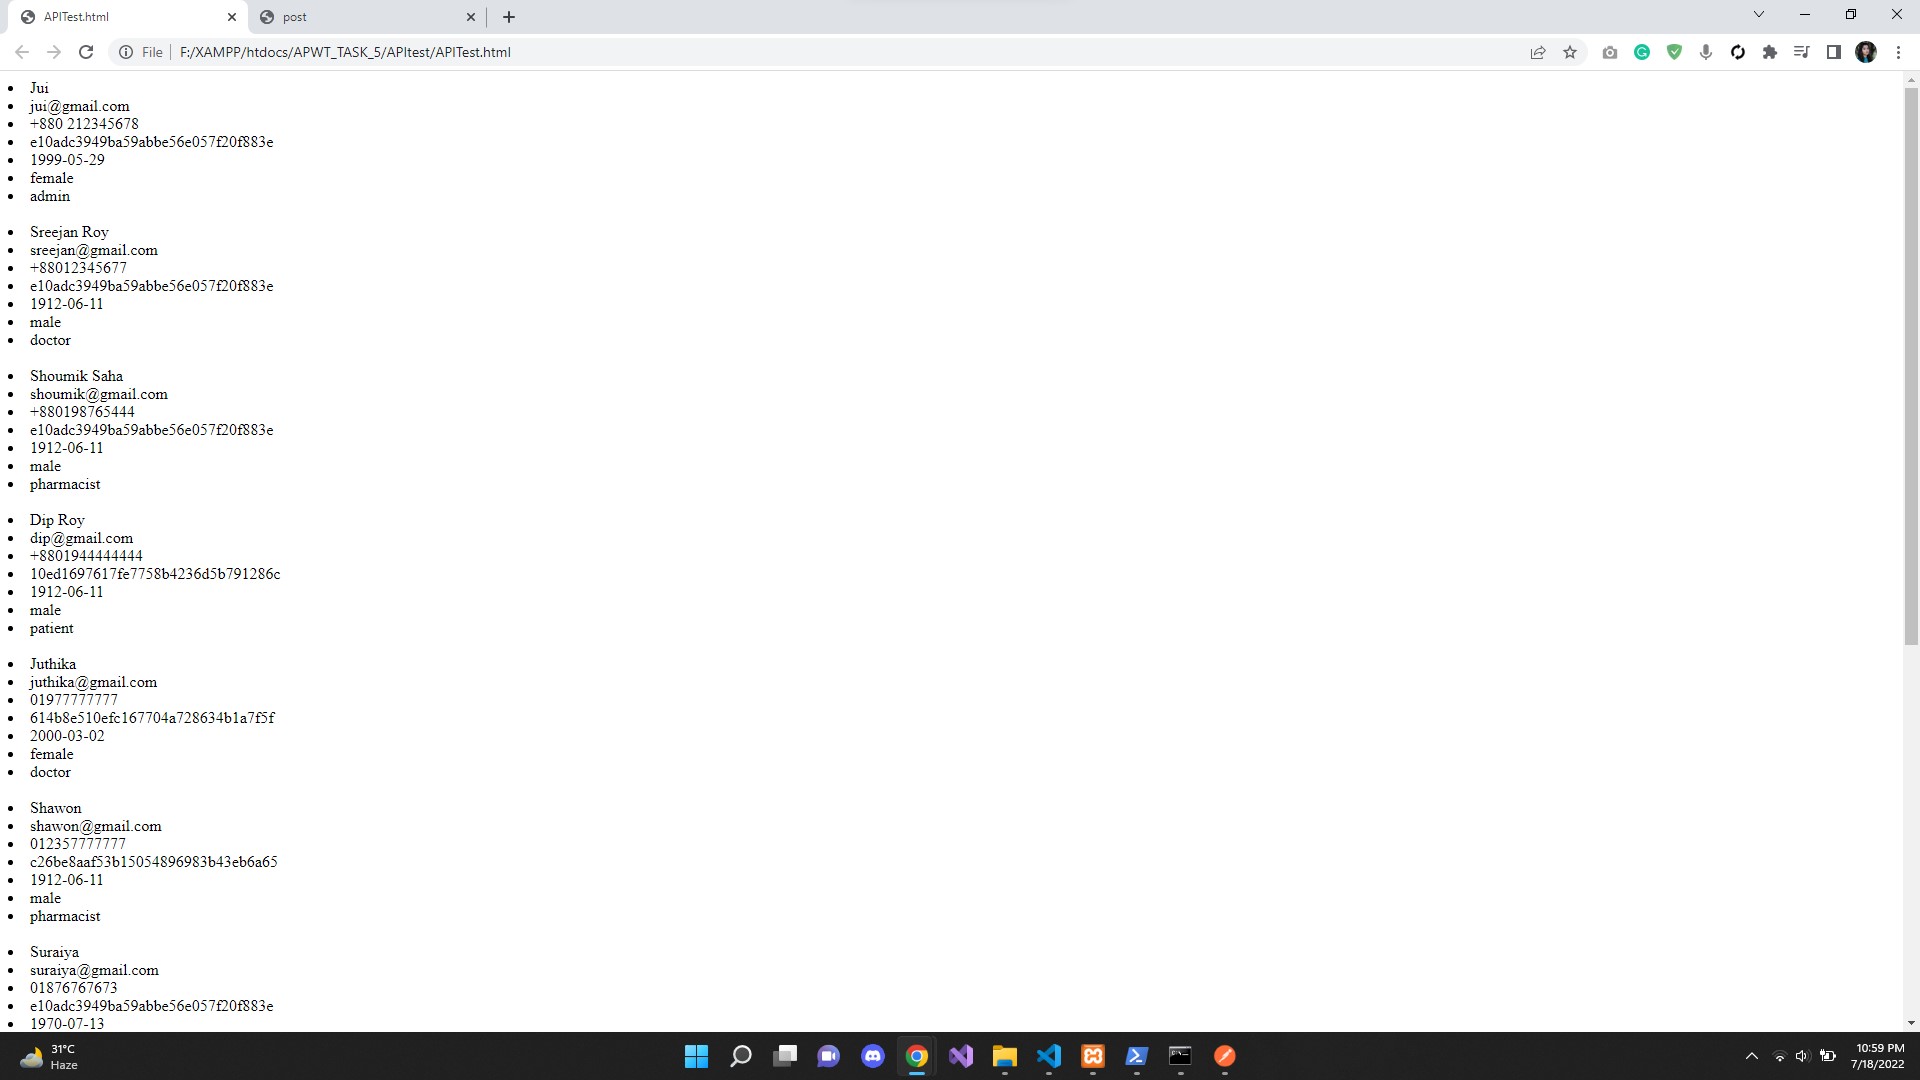 APITest.html
post
File
F:/XAMPP/htdocs/APWT_TASK_5/APItest/APITest.html
Jui
jui@gmail.com
+880 212345678
e10adc3949ba59abbe56e057f20f883e
1999-05-29
female
admin
Sreejan Roy
sreejan@gmail.com
+88012345677
e10adc3949ba59abbe56e057f20f883e
1912-06-11
male
doctor
Shoumik Saha
shoumik@gmail.com
+880198765444
e10adc3949ba59abbe56e057f20f883e
1912-06-11
male
pharmacist
Dip Roy
dip@gmail.com
+8801944444444
10ed1697617fe7758b4236d5b791286c
1912-06-11
male
patient
Juthika
juthika@gmail.com
01977777777
614b8e510efc167704a728634b1a7f5f
2000-03-02
female
doctor
Shawon
shawon@gmail.com
012357777777
c26be8aaf53b15054896983b43eb6a65
1912-06-11
male
pharmacist
Suraiya
suraiya@gmail.com
01876767673
e10adc3949ba59abbe56e057f20f883e
1970-07-13
31°C
Haze
10:59 PM
7/18/2022